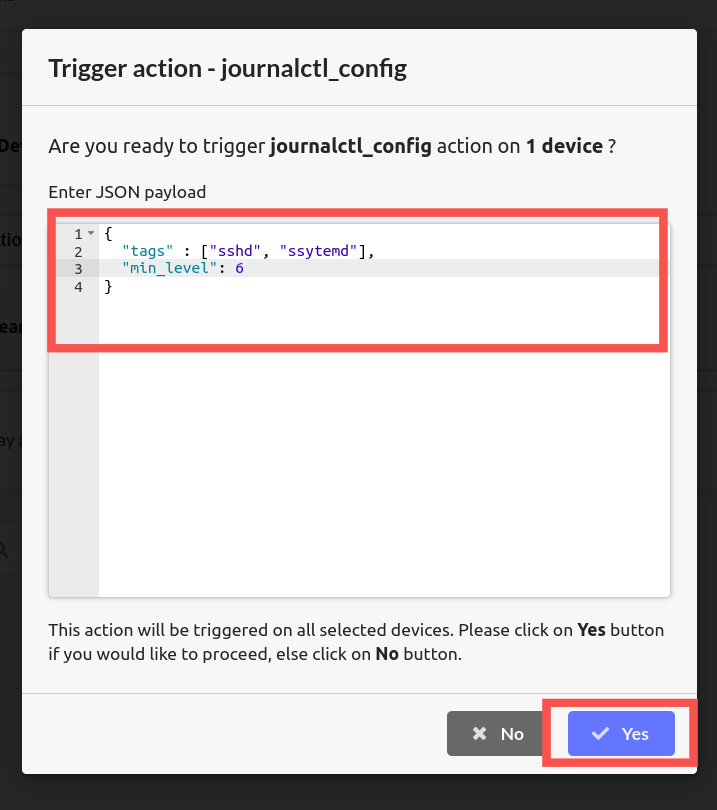 Trigger action - journalctl_config
Are you ready to trigger journalctl_config action on 1 device ?
Enter JSON payload
1 {
2 "tags" : ["sshd", "ssytemd"],
3 "min_level": 6
4 }
This action will be triggered on all selected devices. Please click on Yes button
if you would like to proceed, else click on No button.
No
Yes